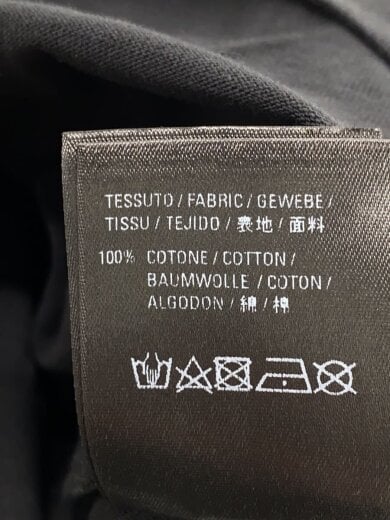 TESSUTO / FABRIC / GEWEBE /
TISSU / TEJIDO / 表地 / 面料
100% COTONE / COTTON /
BAUMWOLLE / COTON /
ALGODON / 綿 / 棉